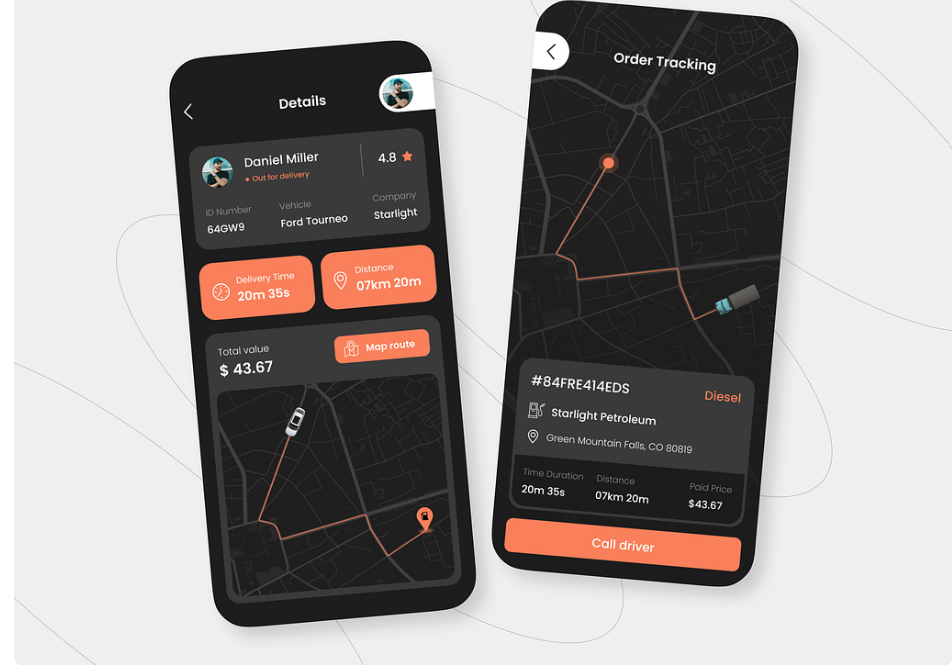 Details
Daniel Miller
Out for delivery
4.8
ID Number
64GW9
Vehicle
Ford Tourneo
Company
Starlight
Delivery Time
20m 35s
Distance
07km 20m
Total value
$ 43.67
Map route
Order Tracking
#84FRE414EDS
Diesel
Starlight Petroleum
Green Mountain Falls, CO 80819
Time Duration
20m 35s
Distance
07km 20m
Paid Price
$43.67
Call driver